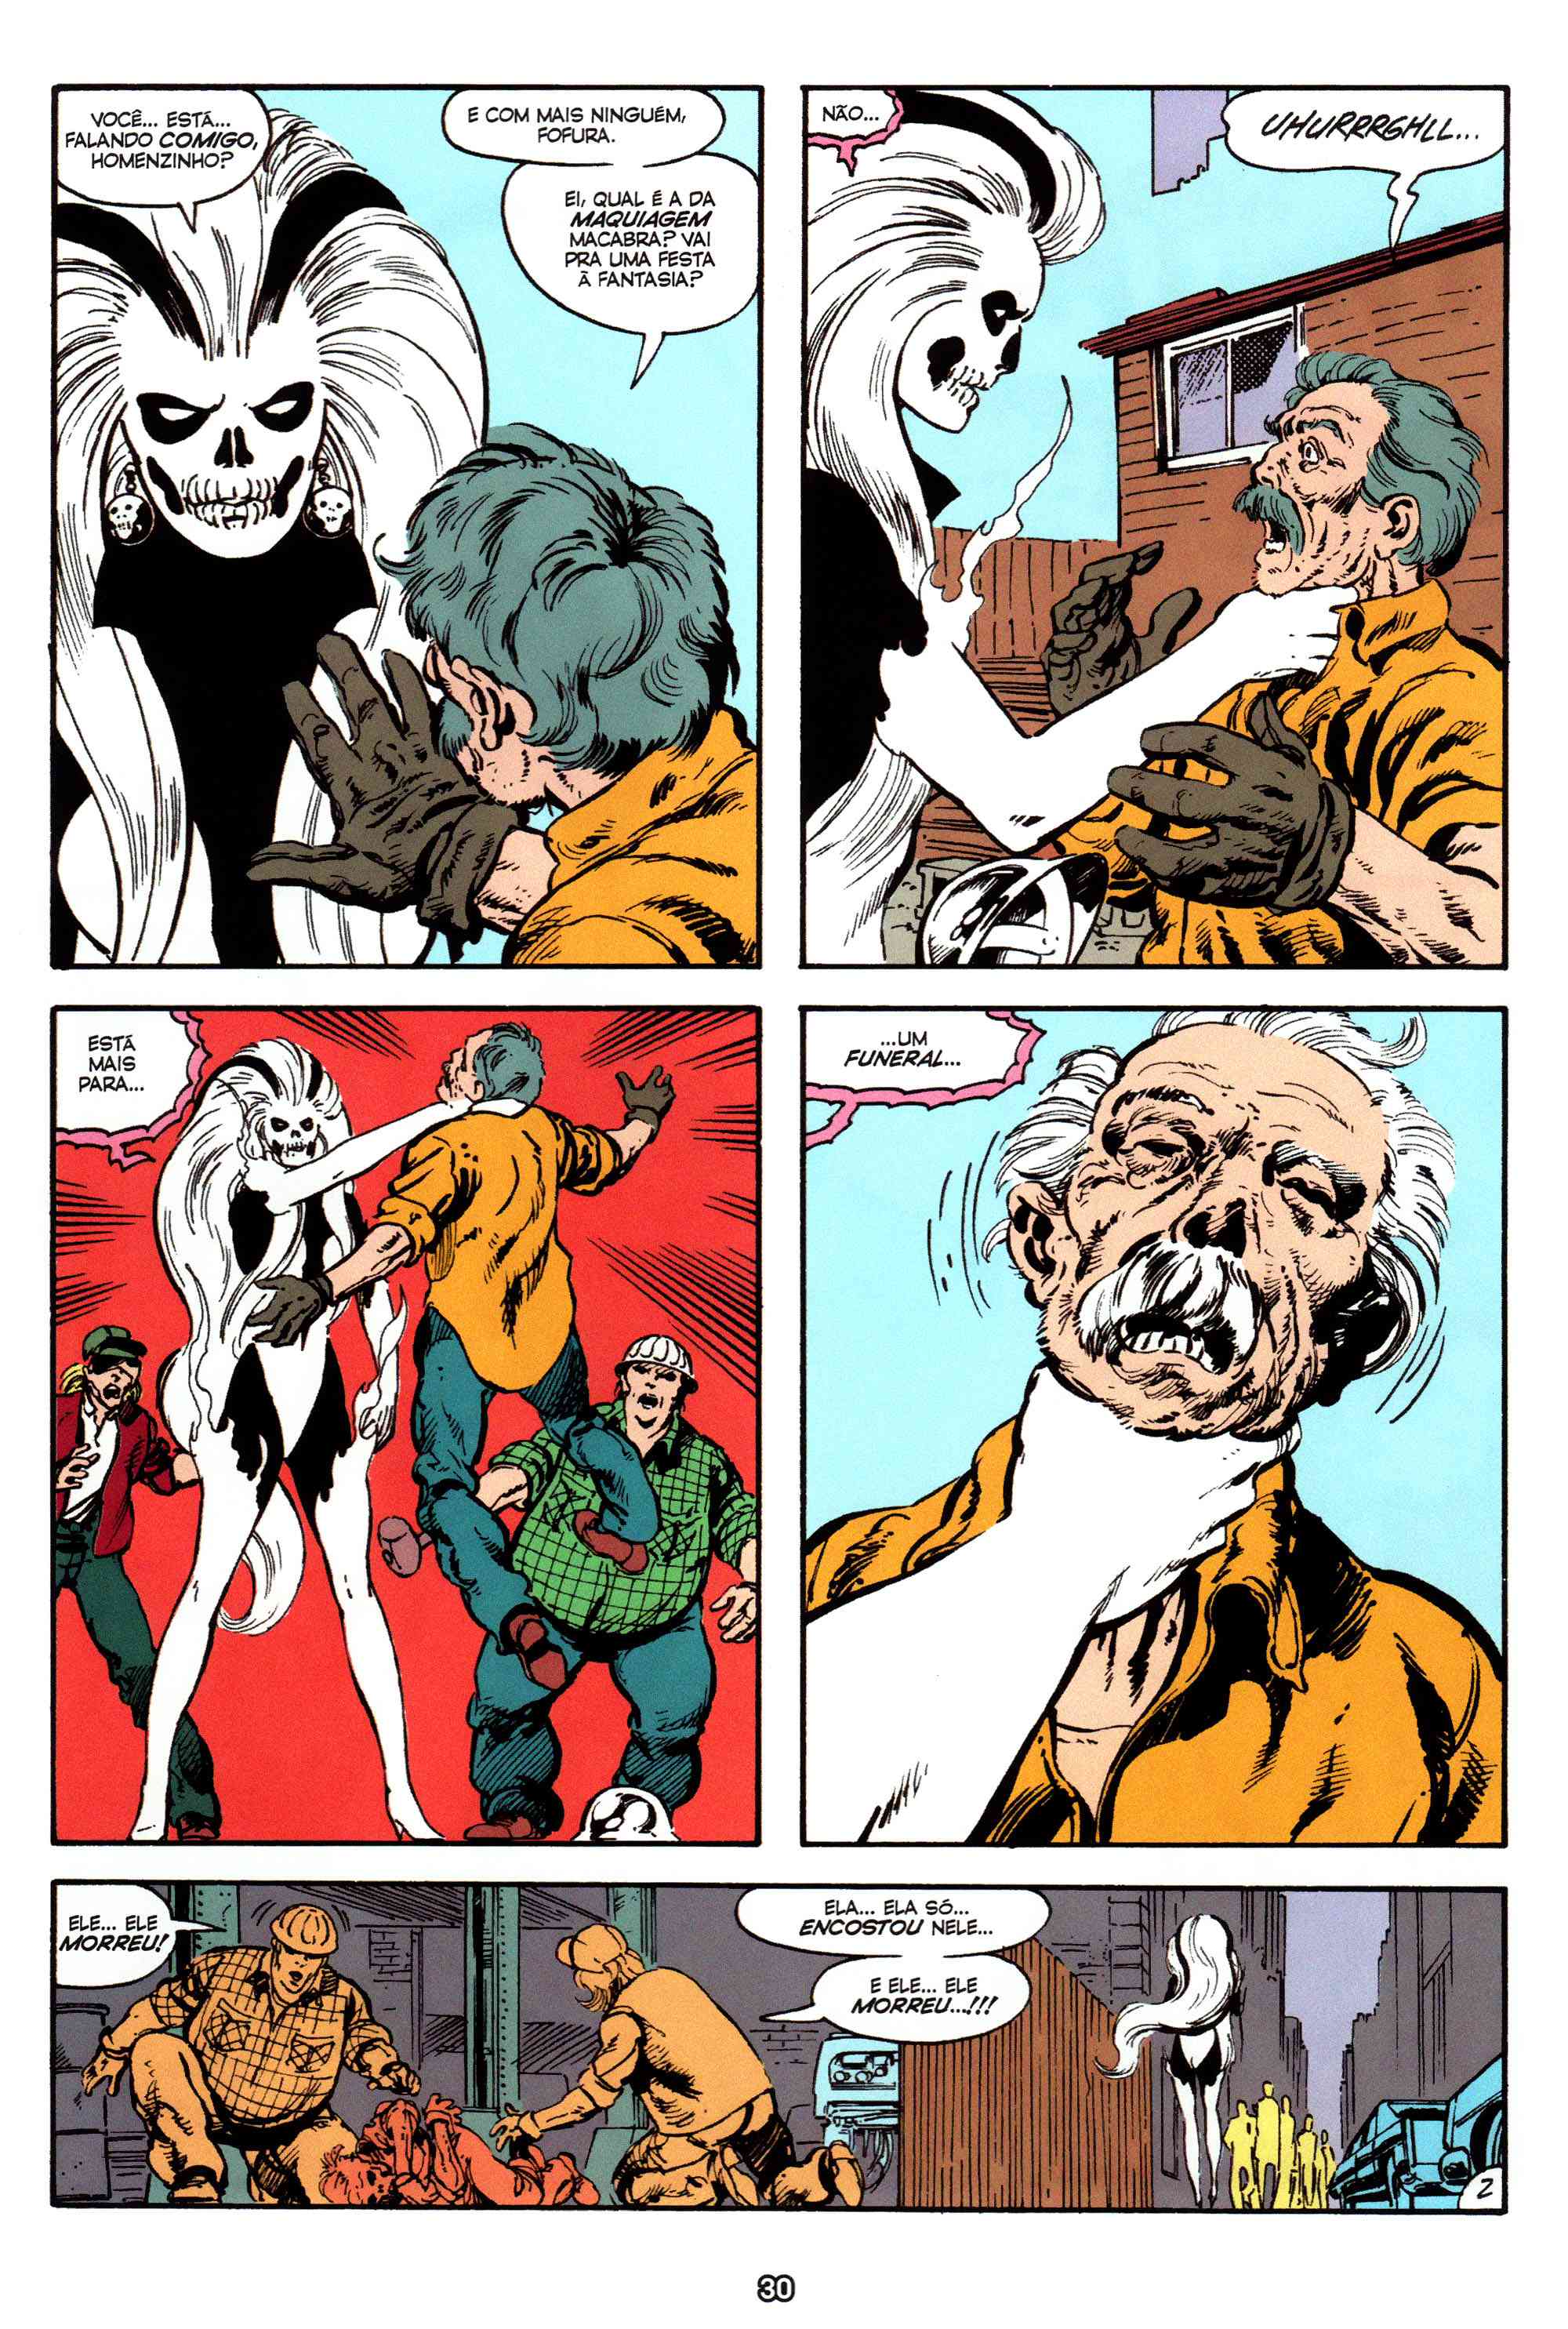 VOCÊ... ESTÁ...
FALANDO COMIGO,
HOMENZINHO?
E COM MAIS NINGUÉM,
FOFURA.
EI, QUAL É A DA
MAQUIAGEM
MACABRA? VAI
PRA UMA FESTA
À FANTASIA?
NÃO...
UHURRRGHLL...
ESTÁ
MAIS
PARA...
...UM
FUNERAL...
ELE... ELE
MORREU!
ELA... ELA SÓ...
ENCOSTOU NELE...
E ELE... ELE
MORREU...!!!
2
30